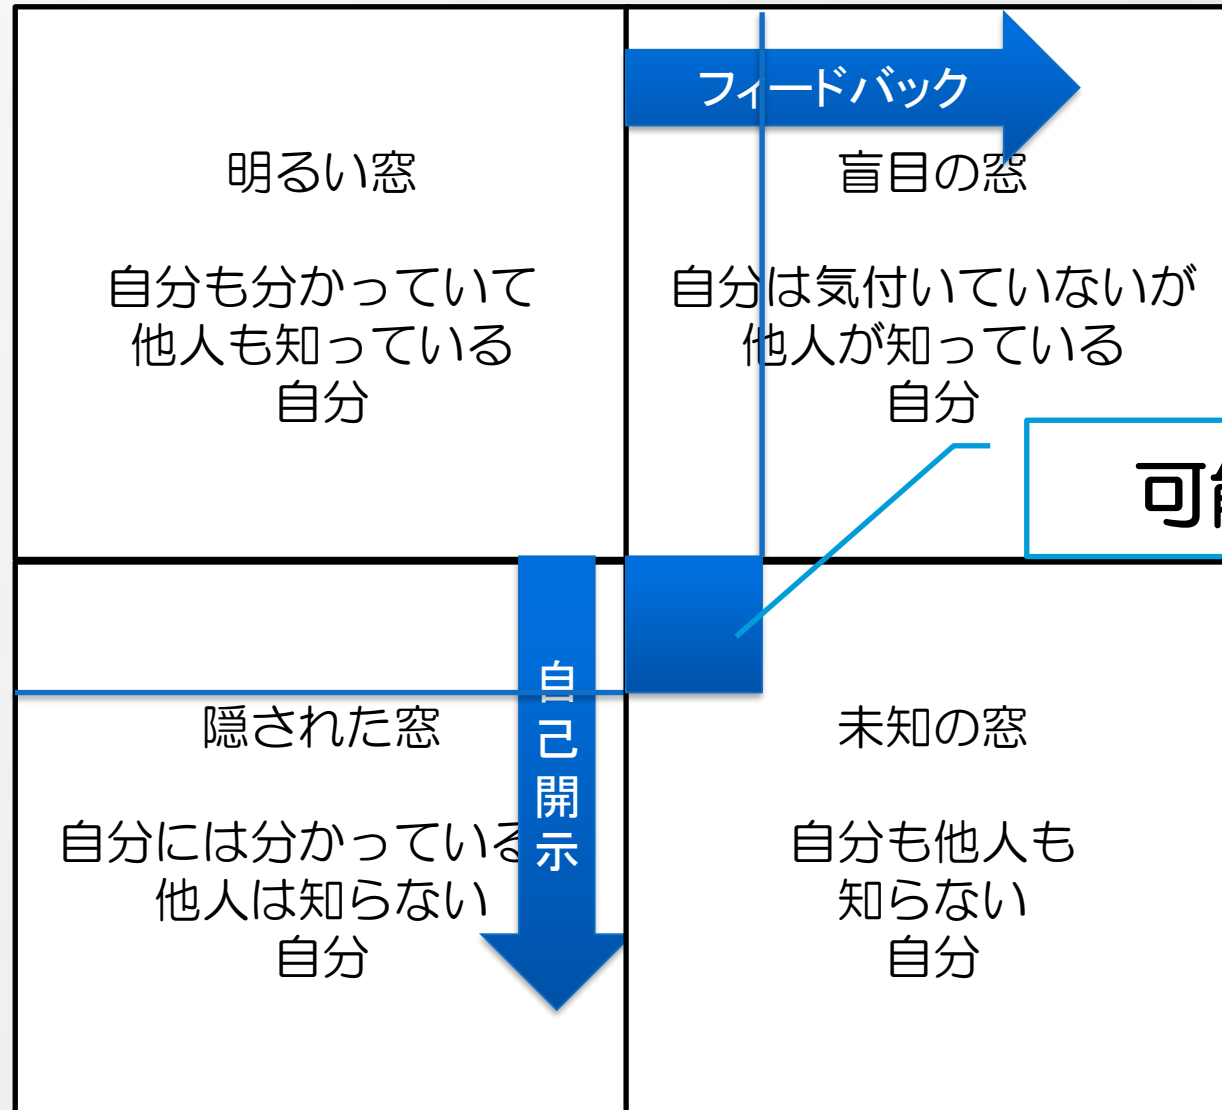 フィードバック
明るい窓
自分も分かっていて
他人も知っている
自分
盲目の窓
自分は気付いていないが
他人が知っている
自分
可
自己開示
隠された窓
自分には分かっている
他人は知らない
自分
未知の窓
自分も他人も
知らない
自分